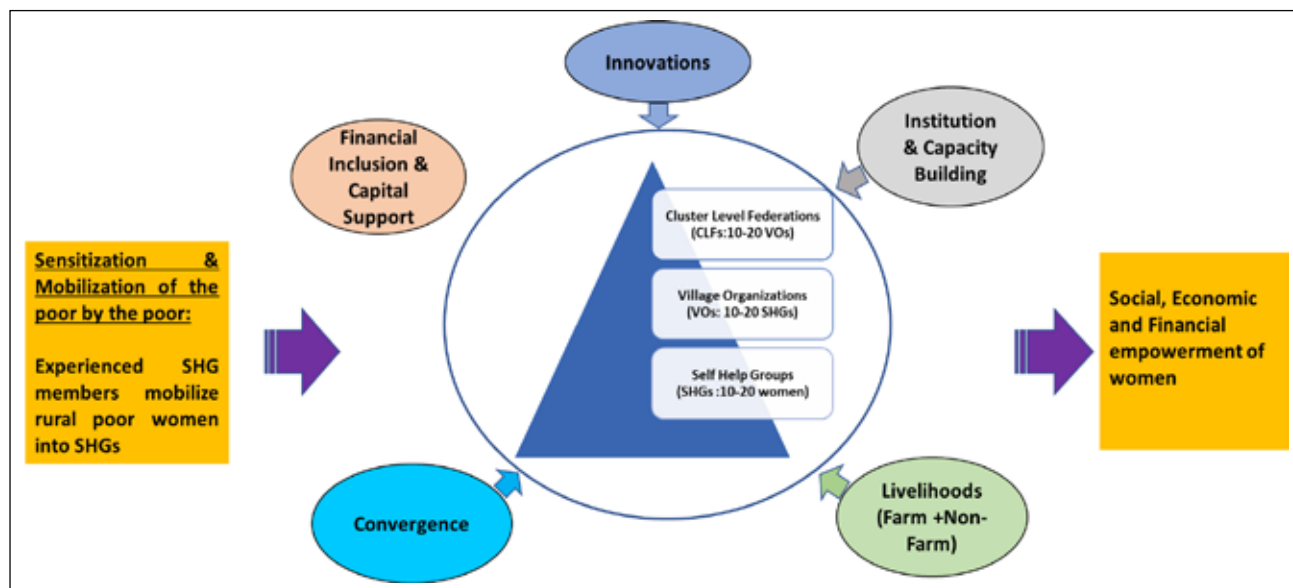 Innovations
Financial
Inclusion &
Capital
Support
Institution
& Capacity
Building
Cluster Level Federations
(CLFs:10-20 VOs)
Village Organizations
(VOs: 10-20 SHGs)
Self Help Groups
(SHGs :10-20 women)
Sensitization &
Mobilization of the
poor by the poor:
Experienced SHG
members mobilize
rural poor women
into SHGs
Social, Economic
and Financial
empowerment of
women
Convergence
Livelihoods
(Farm +Non-
Farm)